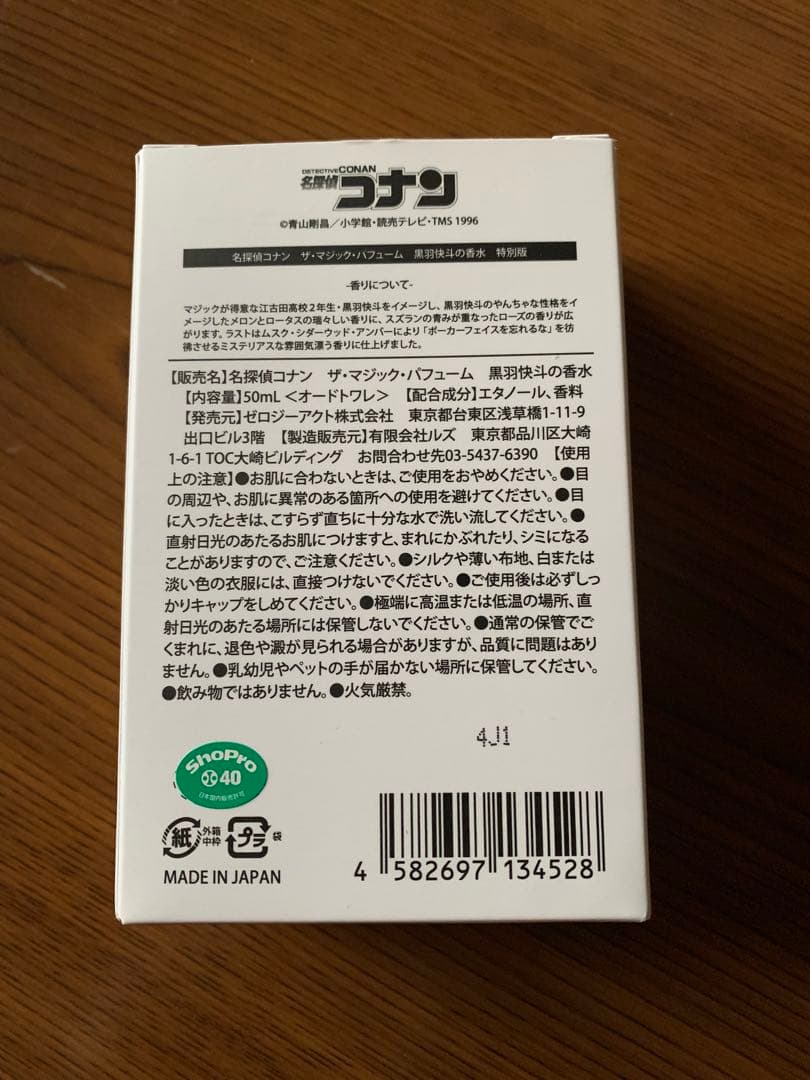 DETECTIVE CONAN
名探偵コナン
©青山剛昌／小学館・読売テレビ・TMS 1996
名探偵コナン　ザ・マジック・パフューム　黒羽快斗の香水　特別版
-香りについて-
マジックが得意な江古田高校２年生・黒羽快斗をイメージし、黒羽快斗のやんちゃな性格をイ
メージしたメロンとロータスの瑞々しい香りに、スズランの青みが重なったローズの香りが広
がります。ラストはムスク・シダーウッド・アンバーにより「ポーカーフェイスを忘れるな」を彷
彿させるミステリアスな雰囲気漂う香りに仕上げました。
【販売名】名探偵コナン　ザ・マジック・パフューム　黒羽快斗の香水
【内容量】50mL＜オードトワレ＞【配合成分】エタノール、香料
【発売元】ゼロジーアクト株式会社　東京都台東区浅草橋1-11-9
出口ビル3階　【製造販売元】有限会社ルズ　東京都品川区大崎
1-6-1 TOC大崎ビルディング　お問合わせ先03-5437-6390　【使用
上の注意】●お肌に合わないときは、ご使用をおやめください。●目
の周辺や、お肌に異常のある箇所への使用を避けてください。●目
に入ったときは、こすらず直ちに十分な水で洗い流してください。●
直射日光のあたるお肌につけますと、まれにかぶれたり、シミになる
ことがありますので、ご注意ください。●シルクや薄い布地、白または
淡い色の衣服には、直接つけないでください。●ご使用後は必ずしっ
かりキャップをしめてください。●極端に高温または低温の場所、直
射日光のあたる場所には保管しないでください。●通常の保管でご
くまれに、退色や澱が見られる場合がありますが、品質に問題はあり
ません。●乳幼児やペットの手が届かない場所に保管してください。
●飲み物ではありません。●火気厳禁。
4J1
ShoPro
40
日本国内販売許可
紙 外箱 中枠 プラ 袋
MADE IN JAPAN
4 582697 134528